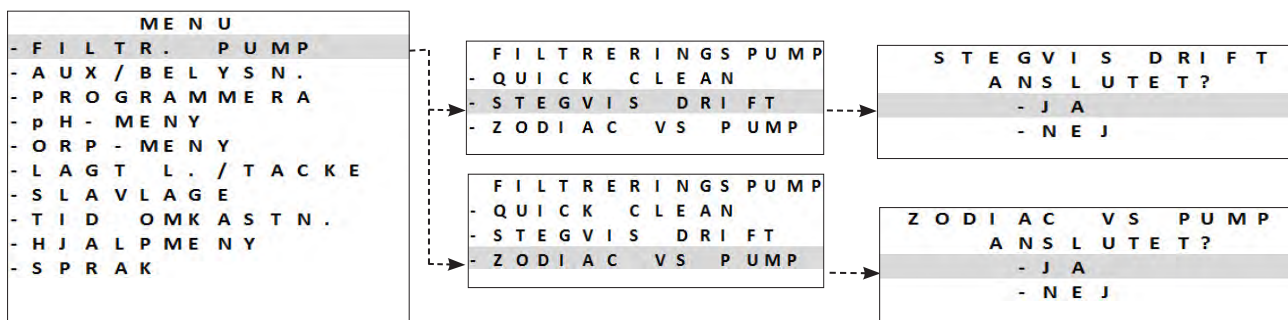 MENU
- FILTR. PUMP
- AUX/BELYSN.
- PROGRAMMERA
- pH- MENY
- ORP- MENY
- LAGT L./TACKE
- SLAVLAGE
- TID OMKASTN.
- HJALPMENY
- SPRAK
FILTRERINGSPUMP
- QUICK CLEAN
- STEGVIS DRIFT
- ZODIAC VS PUMP
STEGVIS DRIFT
ANSLUTET?
- JA
- NEJ
FILTRERINGSPUMP
- QUICK CLEAN
- STEGVIS DRIFT
- ZODIAC VS PUMP
ZODIAC VS PUMP
ANSLUTET?
- JA
- NEJ